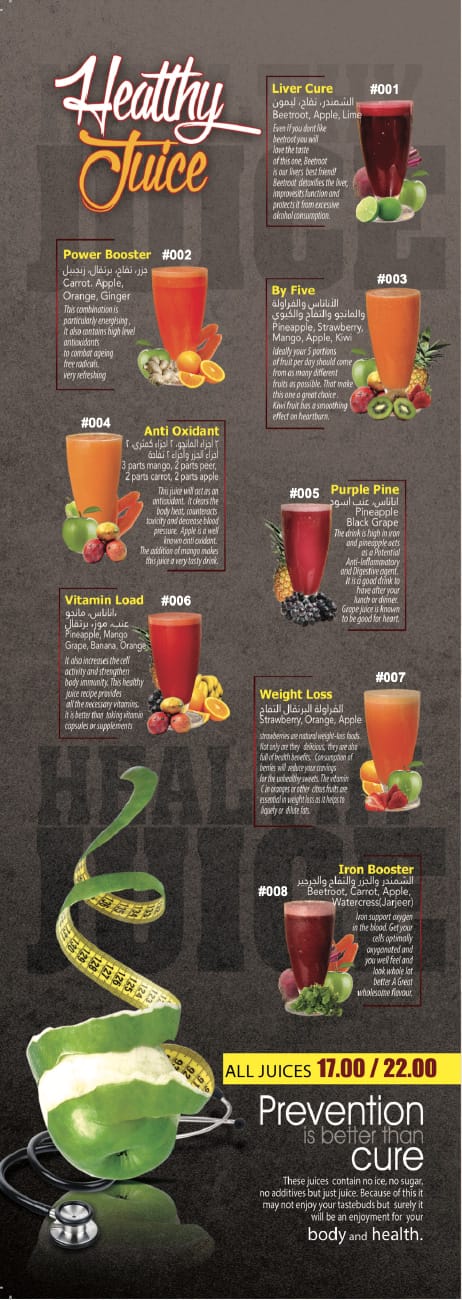 Healthy
Juice
Liver Cure
#001
الشمندر، تفاح، ليمون
Beetroot, Apple, Lime
Even if you dont like
beetroot you will
love the taste
of this one, Beetroot
is our livers best friend!
Beetroot detoxifies the liver,
improvesits function and
protects it from excessive
alcohol consumption.
Power Booster
#002
جزر، تفاح، برتقال، زنجبيل
Carrot. Apple,
Orange, Ginger
This combination is
particularly energising ,
it also contains high level
antioxidants
to combat ageing
free radicals.
very refreshing
#003
By Five
الأناناس والفراولة
والمانجو والتفاح والكيوي
Pineapple, Strawberry,
Mango, Apple, Kiwi
Ideally your 5 portions
of fruit per day should come
from as many different
fruits as possible. That make
this one a great choice .
Kiwi fruit has a smoothing
effect on heartburn.
#004
Anti Oxidant
٢ أجزاء المانجو، ٢ أجزاء كمثرى، ٢
أجزاء الجزر وأجزاء ٢ تفاحة
3 parts mango, 2 parts peer,
2 parts carrot, 2 parts apple
This juice will act as an
antioxidant. It cleans the
body heat, counteracts
toxicity and decrease blood
pressure. Apple is a well
known anti oxidant.
The addition of mango makes
this juice a very tasty drink.
#005
Purple Pine
اناناس، عنب اسود
Pineapple
Black Grape
The drink is high in iron
and pineapple acts
as a Potential
Anti-Inflammatory
and Digestive agent.
It is a good drink to
have after your
lunch or dinner.
Grape juice is known
to be good for heart.
Vitamin Load
#006
اناناس، مانجو،
عنب، موز، برتقال
Pineapple, Mango
Grape, Banana, Orange
It also increases the cell
activity and strengthen
body immunity. This healthy
juice recipe provides
all the necessary vitamins.
It is better than taking vitamin
capsules or supplements
#007
Weight Loss
الفراولة البرتقال التفاح
Strawberry, Orange, Apple
strawberries are natural weight-loss foods.
Not only are they delicious, they are also
full of health benefits. Consumption of
berries will reduce your cravings
for the unhealthy sweets. The vitamin
C in oranges or other citrus fruits are
essential in weight loss as it helps to
liquety or dilute fats.
Iron Booster
#008
الشمندر والجزر والتفاح والجرجير
Beetroot, Carrot, Apple,
Watercress(Jarjeer)
Iron support oxygen
in the blood. Get your
cells optimally
oxygenated and
you well feel and
look whole lot
better A Great
wholesome flavour.
HEALTHY
JUICE
ALL JUICES 17.00 / 22.00
Prevention
is better than
cure
These juices contain no ice, no sugar,
no additives but just juice. Because of this it
may not enjoy your tastebuds but surely it
will be an enjoyment for your
body and health.